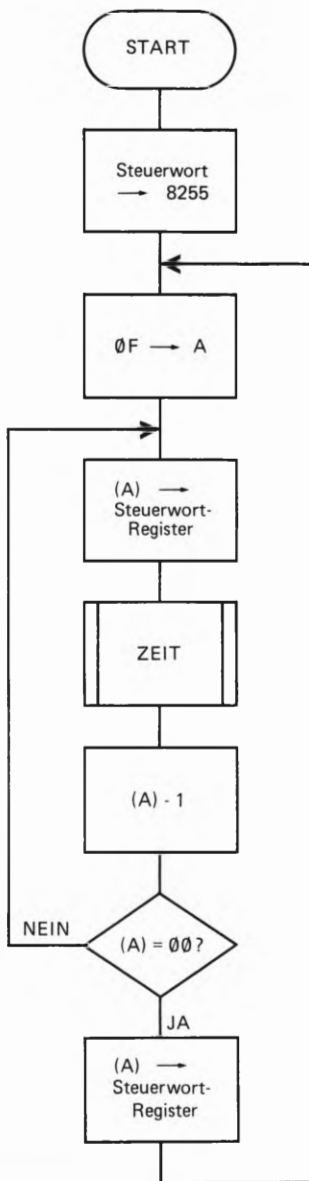 START
Steuerwort
→ 8255
ØF → A
(A) →
Steuerwort-
Register
ZEIT
(A) - 1
NEIN
(A) = ØØ?
JA
(A) →
Steuerwort-
Register